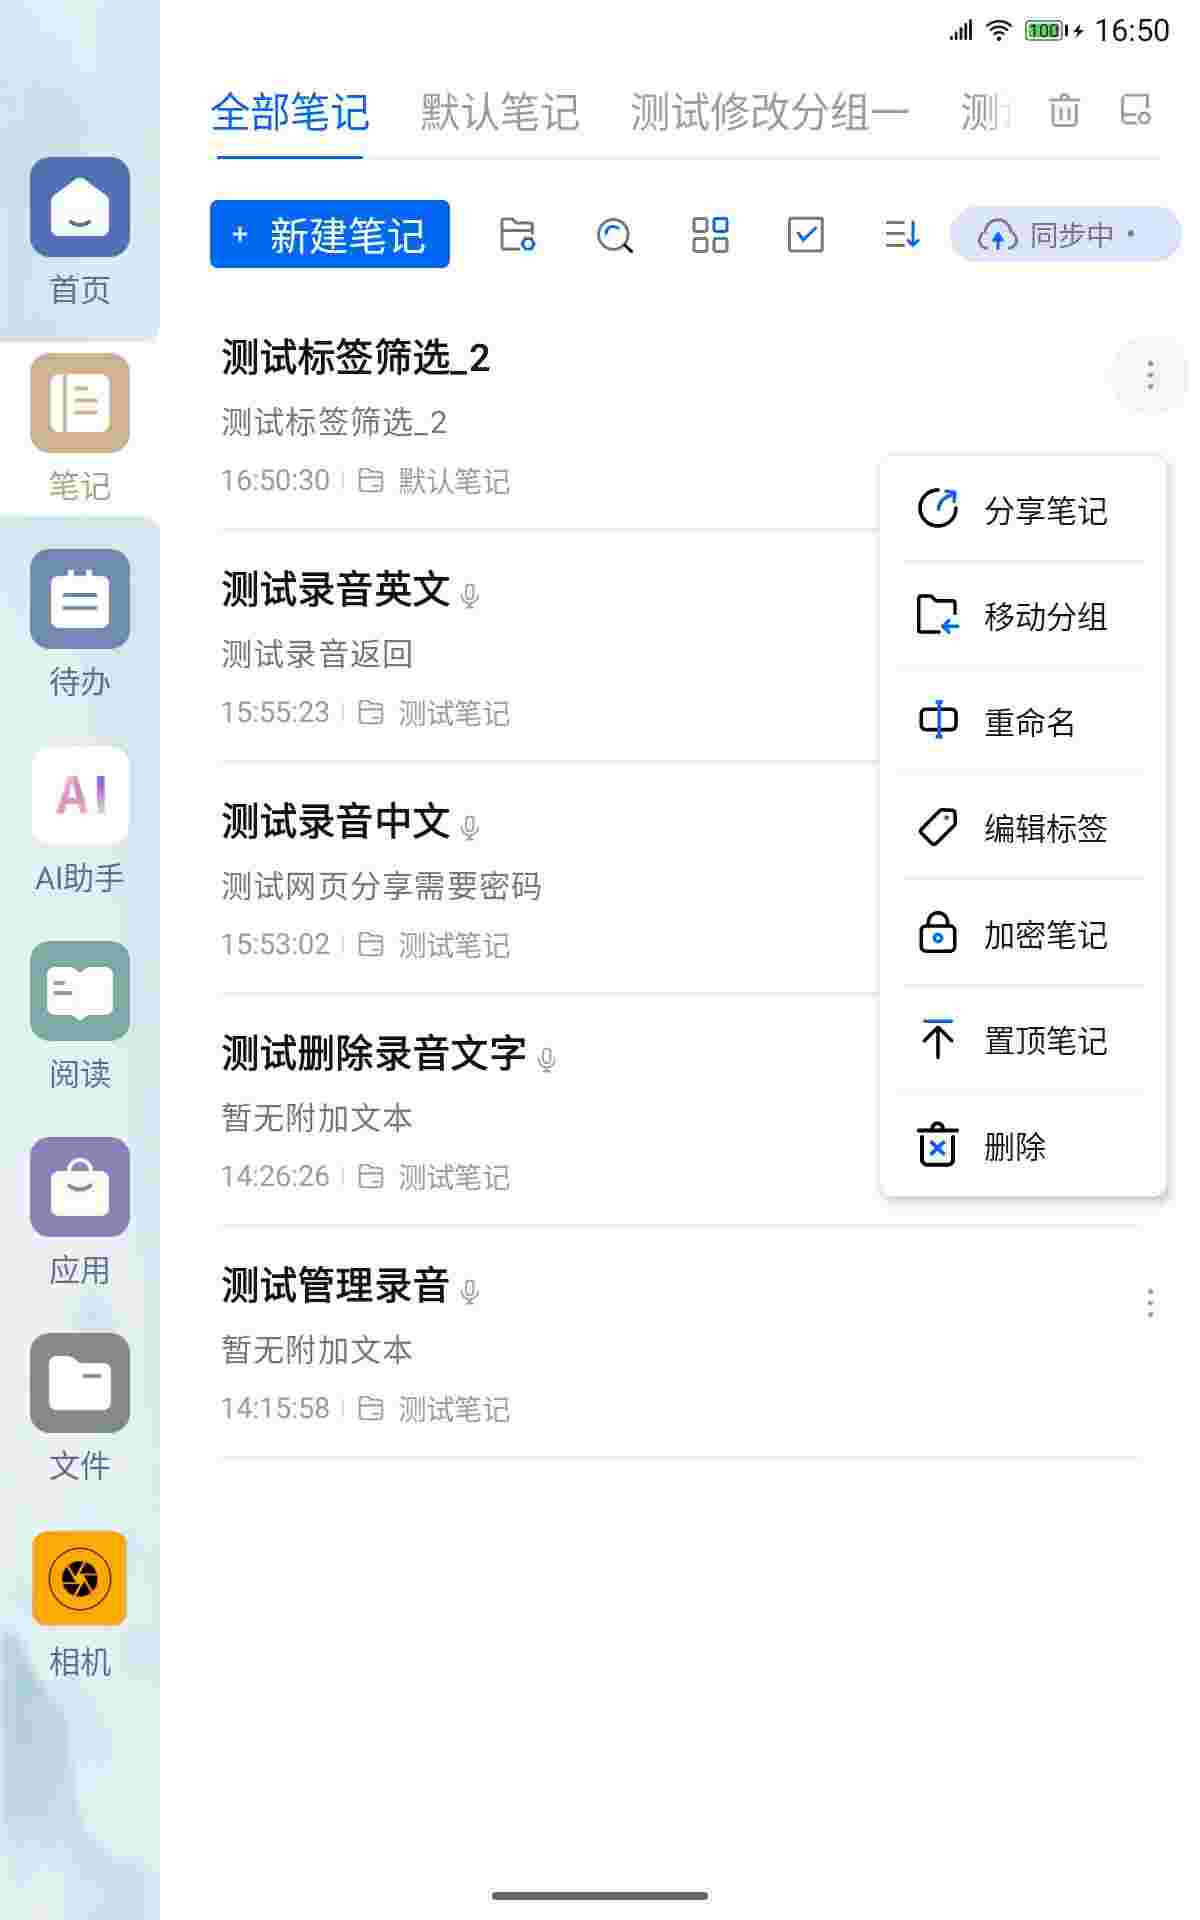 100 16:50
全部笔记 默认笔记 测试修改分组一 测
+ 新建笔记 同步中
首页
笔记
待办
AI
AI助手
阅读
应用
文件
相机
测试标签筛选_2
测试标签筛选_2
16:50:30 默认笔记
测试录音英文
测试录音返回
15:55:23 测试笔记
测试录音中文
测试网页分享需要密码
15:53:02 测试笔记
测试删除录音文字
暂无附加文本
14:26:26 测试笔记
测试管理录音
暂无附加文本
14:15:58 测试笔记
分享笔记
移动分组
重命名
编辑标签
加密笔记
置顶笔记
删除